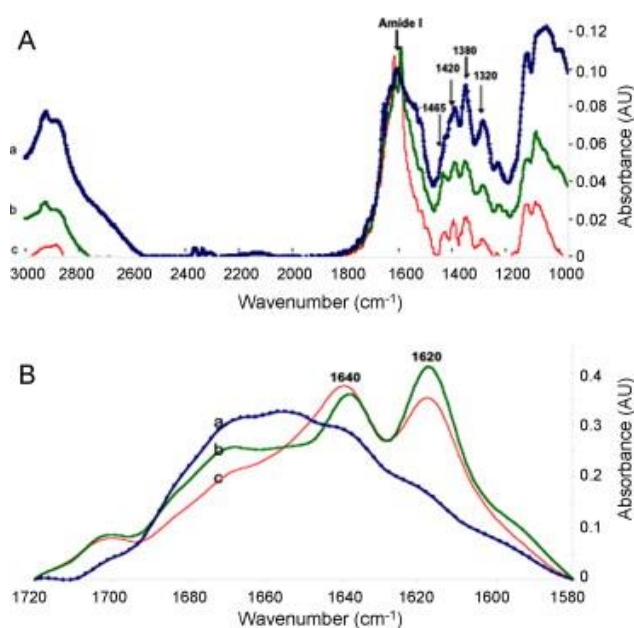 A
Amide I
1380
1420
1320
1465
a
b
c
0.12
0.10
0.08
0.06
0.04
0.02
0
Absorbance (AU)
3000 2800 2600 2400 2200 2000 1800 1600 1400 1200 1000
Wavenumber (cm-1)
B
1640
1620
a
b
c
0.4
0.3
0.2
0.1
0
Absorbance (AU)
1720 1700 1680 1660 1640 1620 1600 1580
Wavenumber (cm-1)